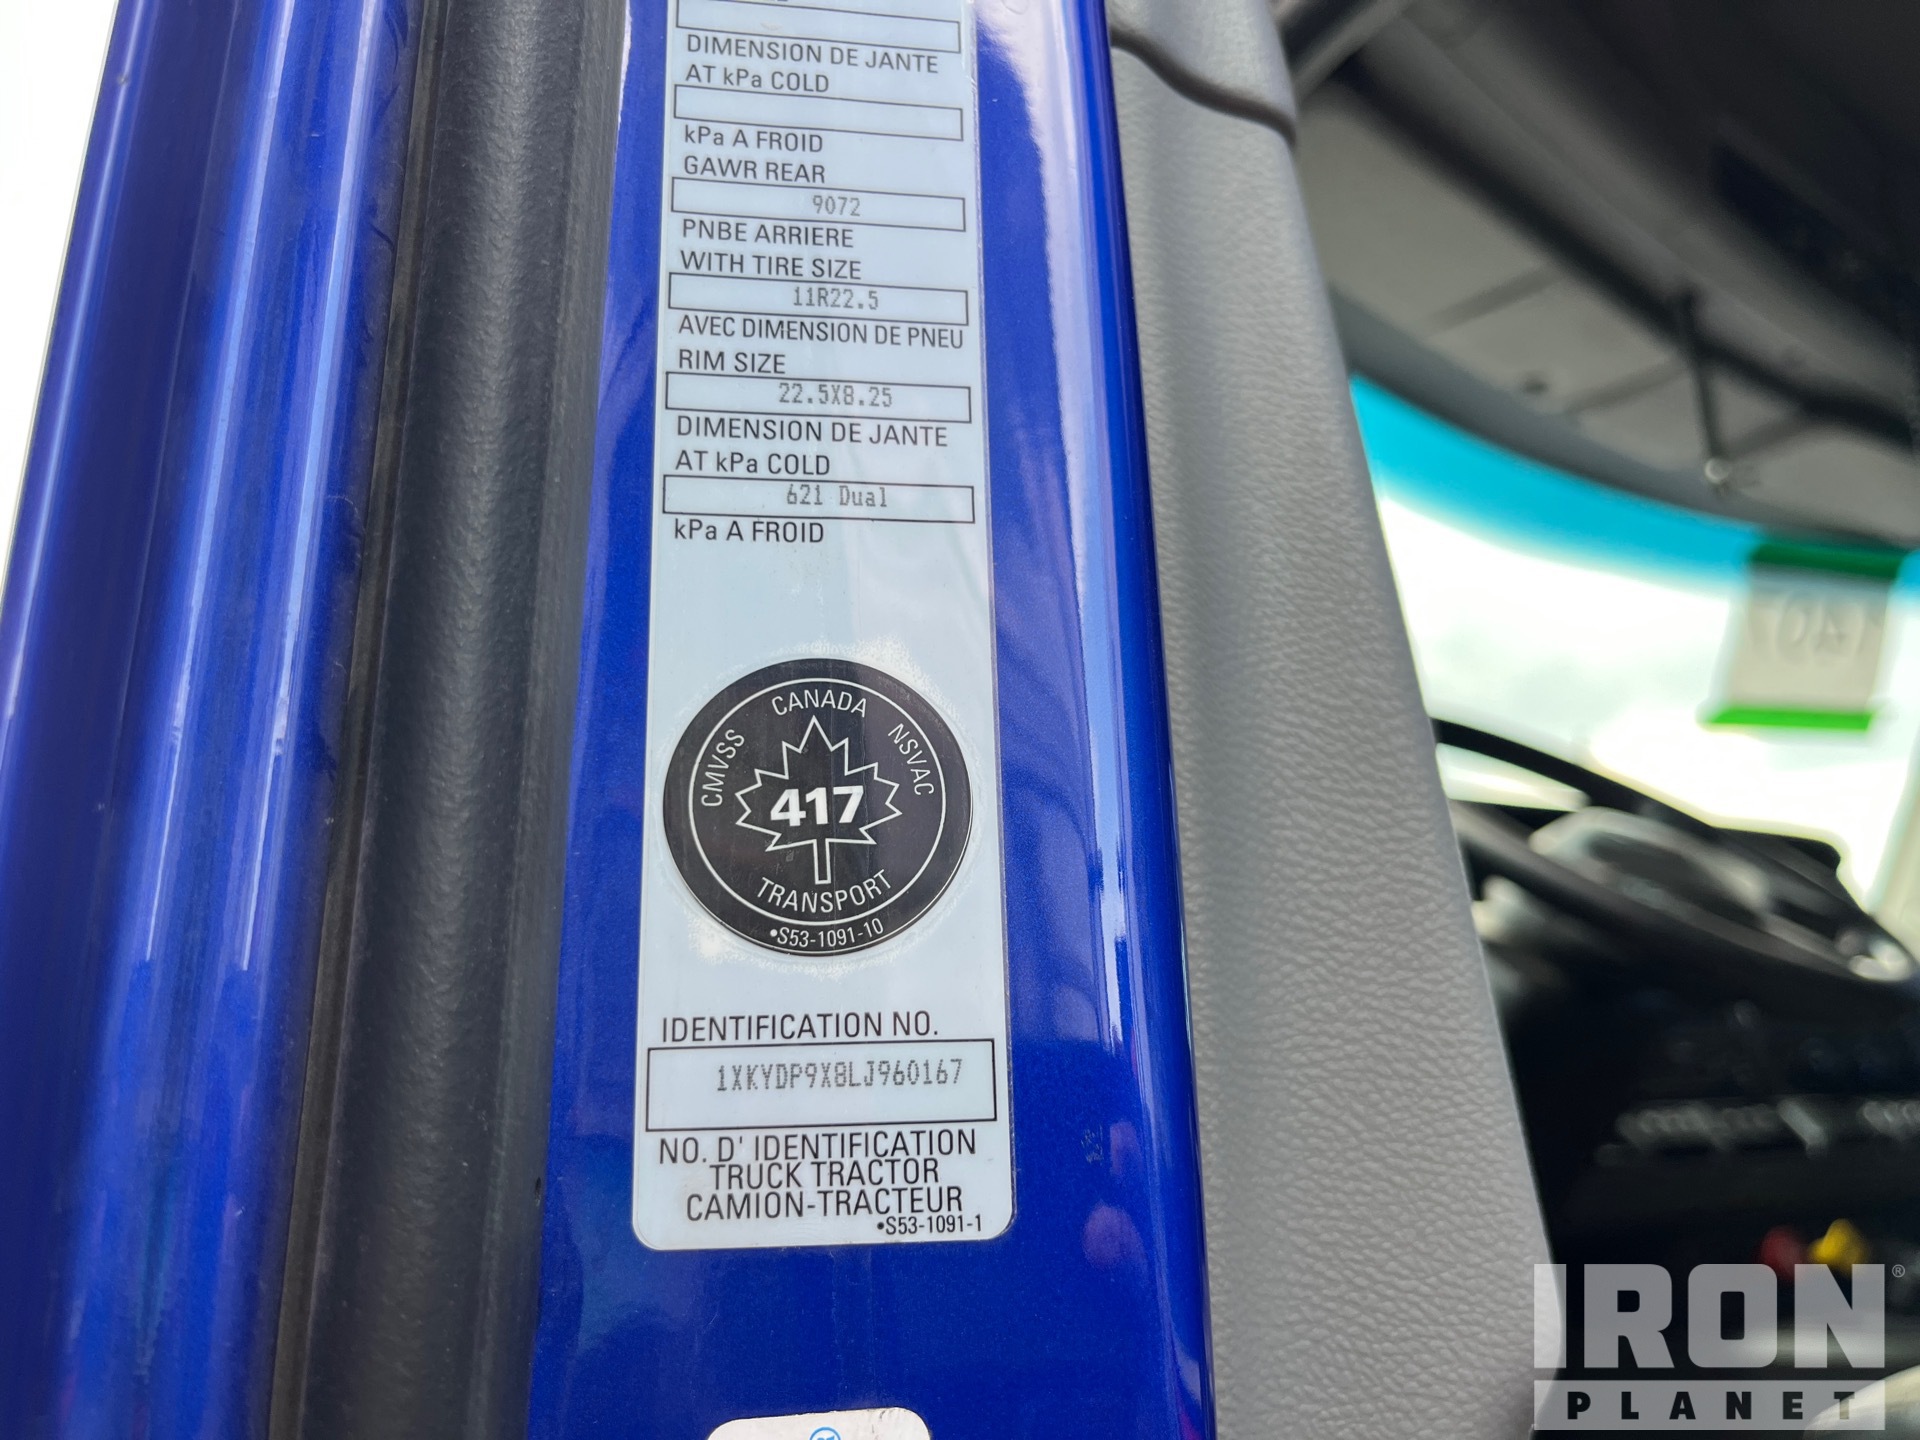 DIMENSION DE JANTE
AT kPa COLD
kPa A FROID
GAWR REAR
9072
PNBE ARRIERE
WITH TIRE SIZE
11R22.5
AVEC DIMENSION DE PNEU
RIM SIZE
22.5X8.25
DIMENSION DE JANTE
AT kPa COLD
621 Dual
kPa A FROID
CANADA
CMVSS
NSVAC
417
TRANSPORT
•S53-1091-10
IDENTIFICATION NO.
1XKYDP9X8LJ960167
NO. D' IDENTIFICATION
TRUCK TRACTOR
CAMION-TRACTEUR
•S53-1091-1
IRON®
PLANET